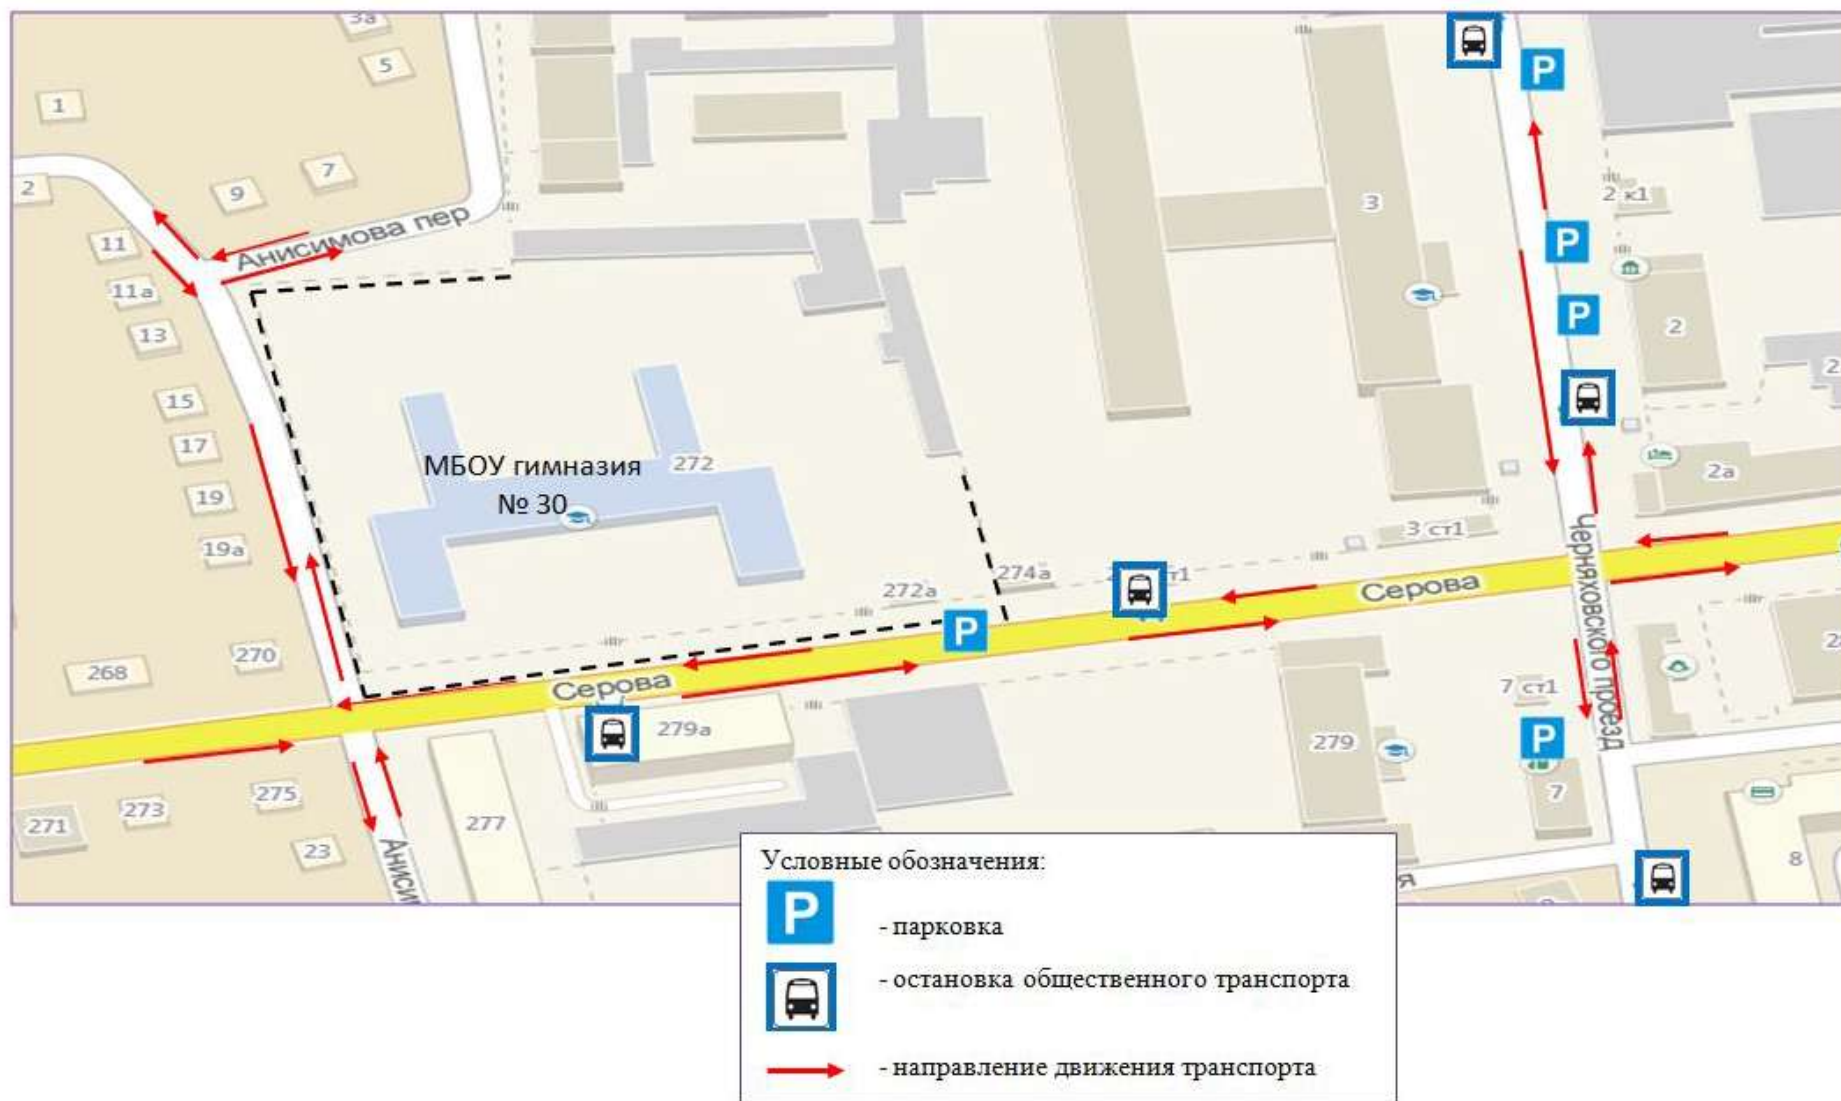 3а
5
1
7
2
9
11
Анисимова пер
11а
13
15
17
19
19а
МБОУ гимназия
№ 30
272
272а
274а
268
270
Серова
279а
271
273
275
277
23
Аниси
3
3 ст1
P
P
P
2 к1
2
2а
Серова
Черняховского проезд
P
7 ст1
279
P
7
8
я
Условные обозначения:
P
- парковка
- остановка общественного транспорта
- направление движения транспорта